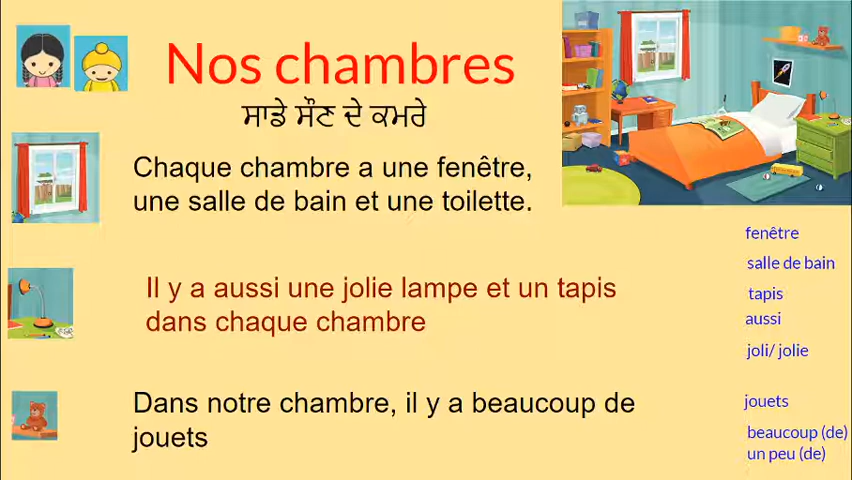 Nos chambres
ਸਾਡੇ ਸੌਣ ਦੇ ਕਮਰੇ
Chaque chambre a une fenêtre,
une salle de bain et une toilette.
Il y a aussi une jolie lampe et un tapis
dans chaque chambre
Dans notre chambre, il y a beaucoup de
jouets
fenêtre
salle de bain
tapis
aussi
joli/ jolie
jouets
beaucoup (de)
un peu (de)